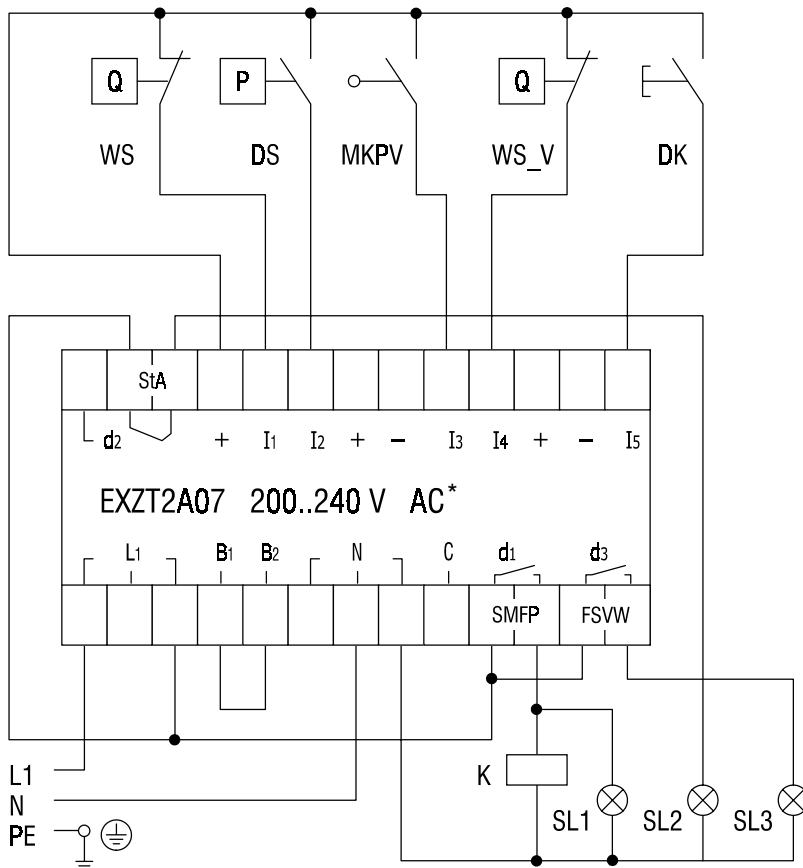 Q P Q
WS DS MKPV WS_V DK
StA
d2 + I1 I2 + – I3 I4 + – I5
EXZT2A07 200..240 V AC*
L1 B1 B2 N C d1 d3
SMFP FSVW
L1
N
PE
K
SL1 SL2 SL3